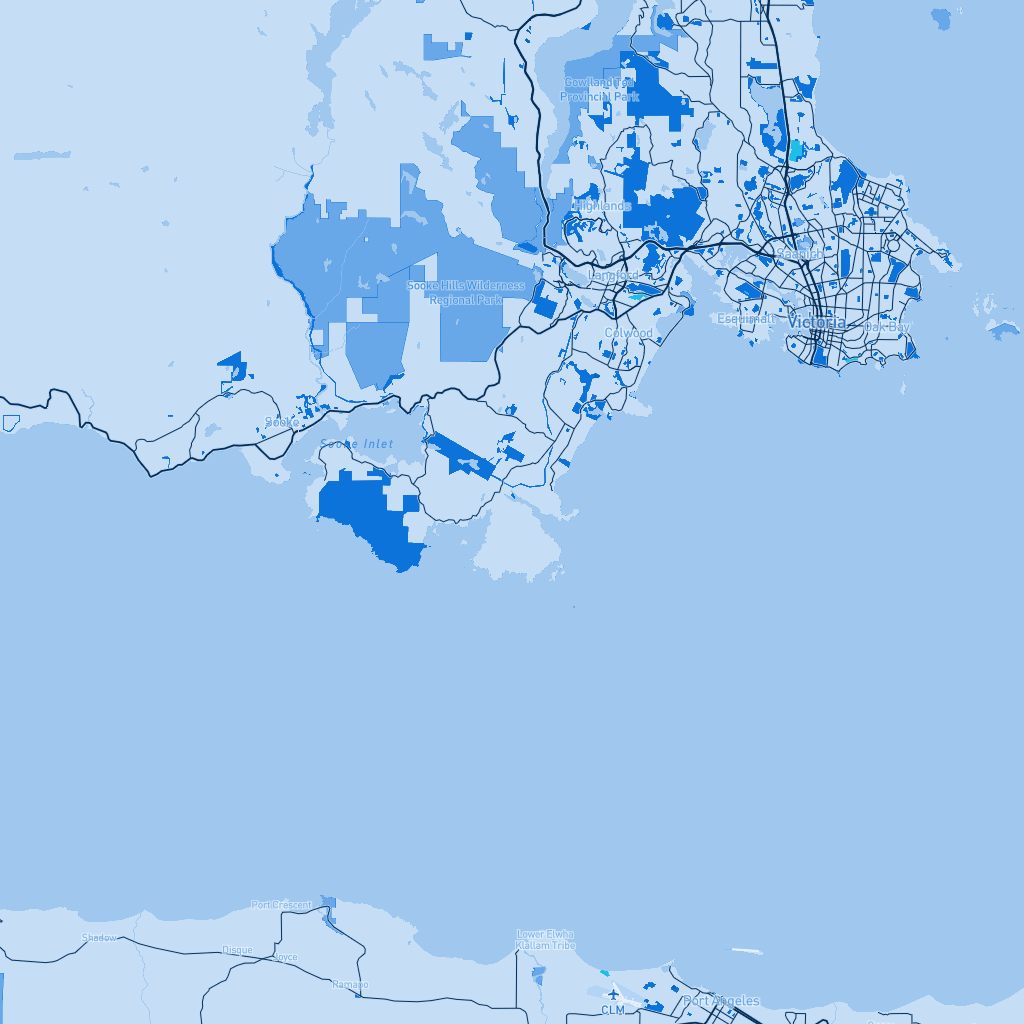 Gowlland Tod
Provincial Park
Highlands
Saanich
Langford
Sooke Hills Wilderness
Regional Park
Esquimalt
Victoria
Oak Bay
Colwood
Sooke
Sooke Inlet
Port Crescent
Shadow
Disque
Joyce
Lower Elwha
Klallam Tribe
Ramapo
CLM
Port Angeles